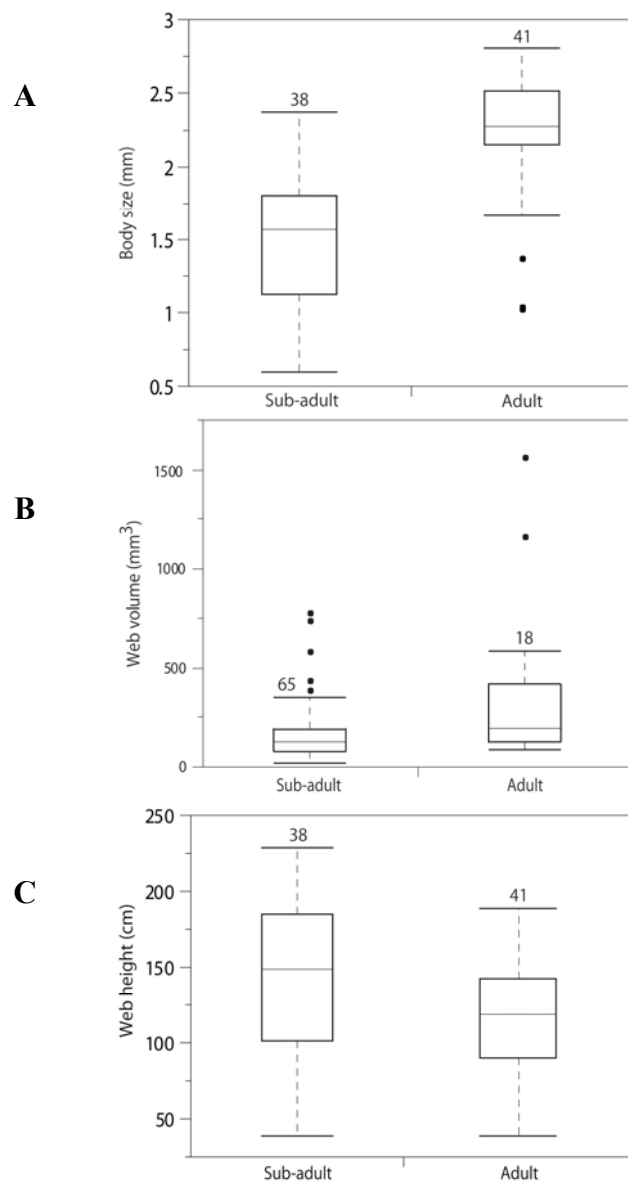 A
Body size (mm)
3
2.5
2
1.5
1
0.5
38
41
Sub-adult
Adult
B
Web volume (mm³)
1500
1000
500
0
65
18
Sub-adult
Adult
C
Web height (cm)
250
200
150
100
50
38
41
Sub-adult
Adult